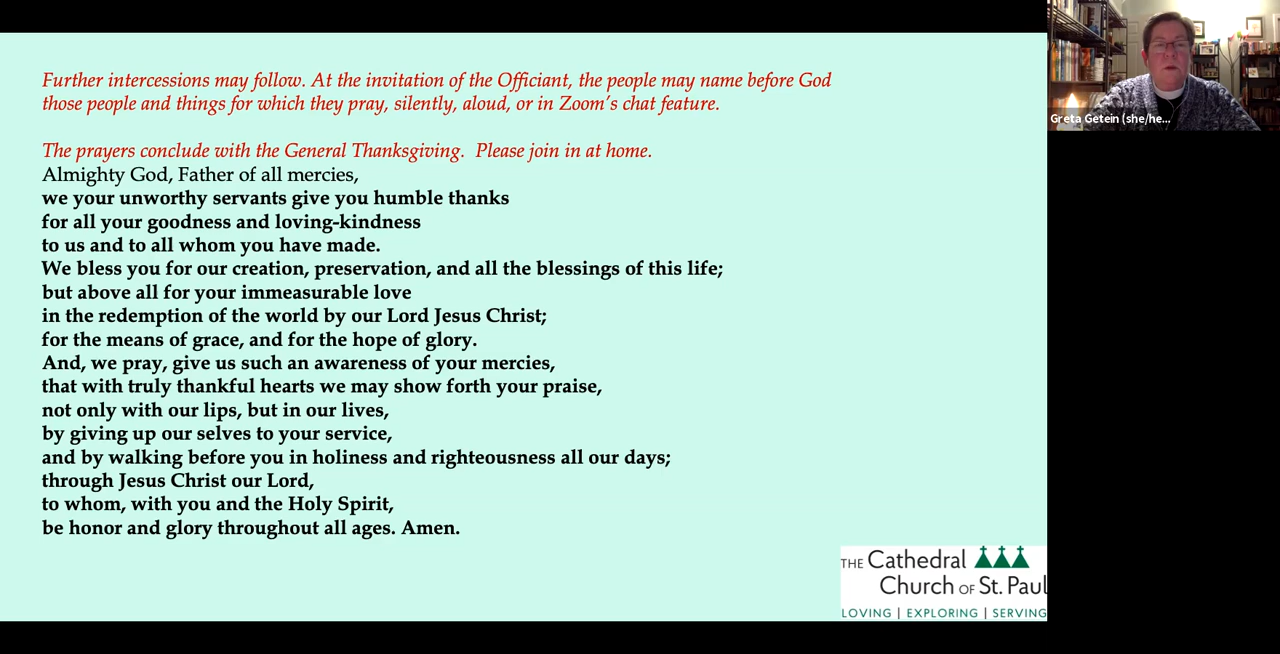 Further intercessions may follow. At the invitation of the Officiant, the people may name before God
those people and things for which they pray, silently, aloud, or in Zoom's chat feature.
The prayers conclude with the General Thanksgiving. Please join in at home.
Almighty God, Father of all mercies,
we your unworthy servants give you humble thanks
for all your goodness and loving-kindness
to us and to all whom you have made.
We bless you for our creation, preservation, and all the blessings of this life;
but above all for your immeasurable love
in the redemption of the world by our Lord Jesus Christ;
for the means of grace, and for the hope of glory.
And, we pray, give us such an awareness of your mercies,
that with truly thankful hearts we may show forth your praise,
not only with our lips, but in our lives,
by giving up our selves to your service,
and by walking before you in holiness and righteousness all our days;
through Jesus Christ our Lord,
to whom, with you and the Holy Spirit,
be honor and glory throughout all ages. Amen.
THE Cathedral
Church OF St. Paul
LOVING | EXPLORING | SERVING
Greta Getein (she/he...